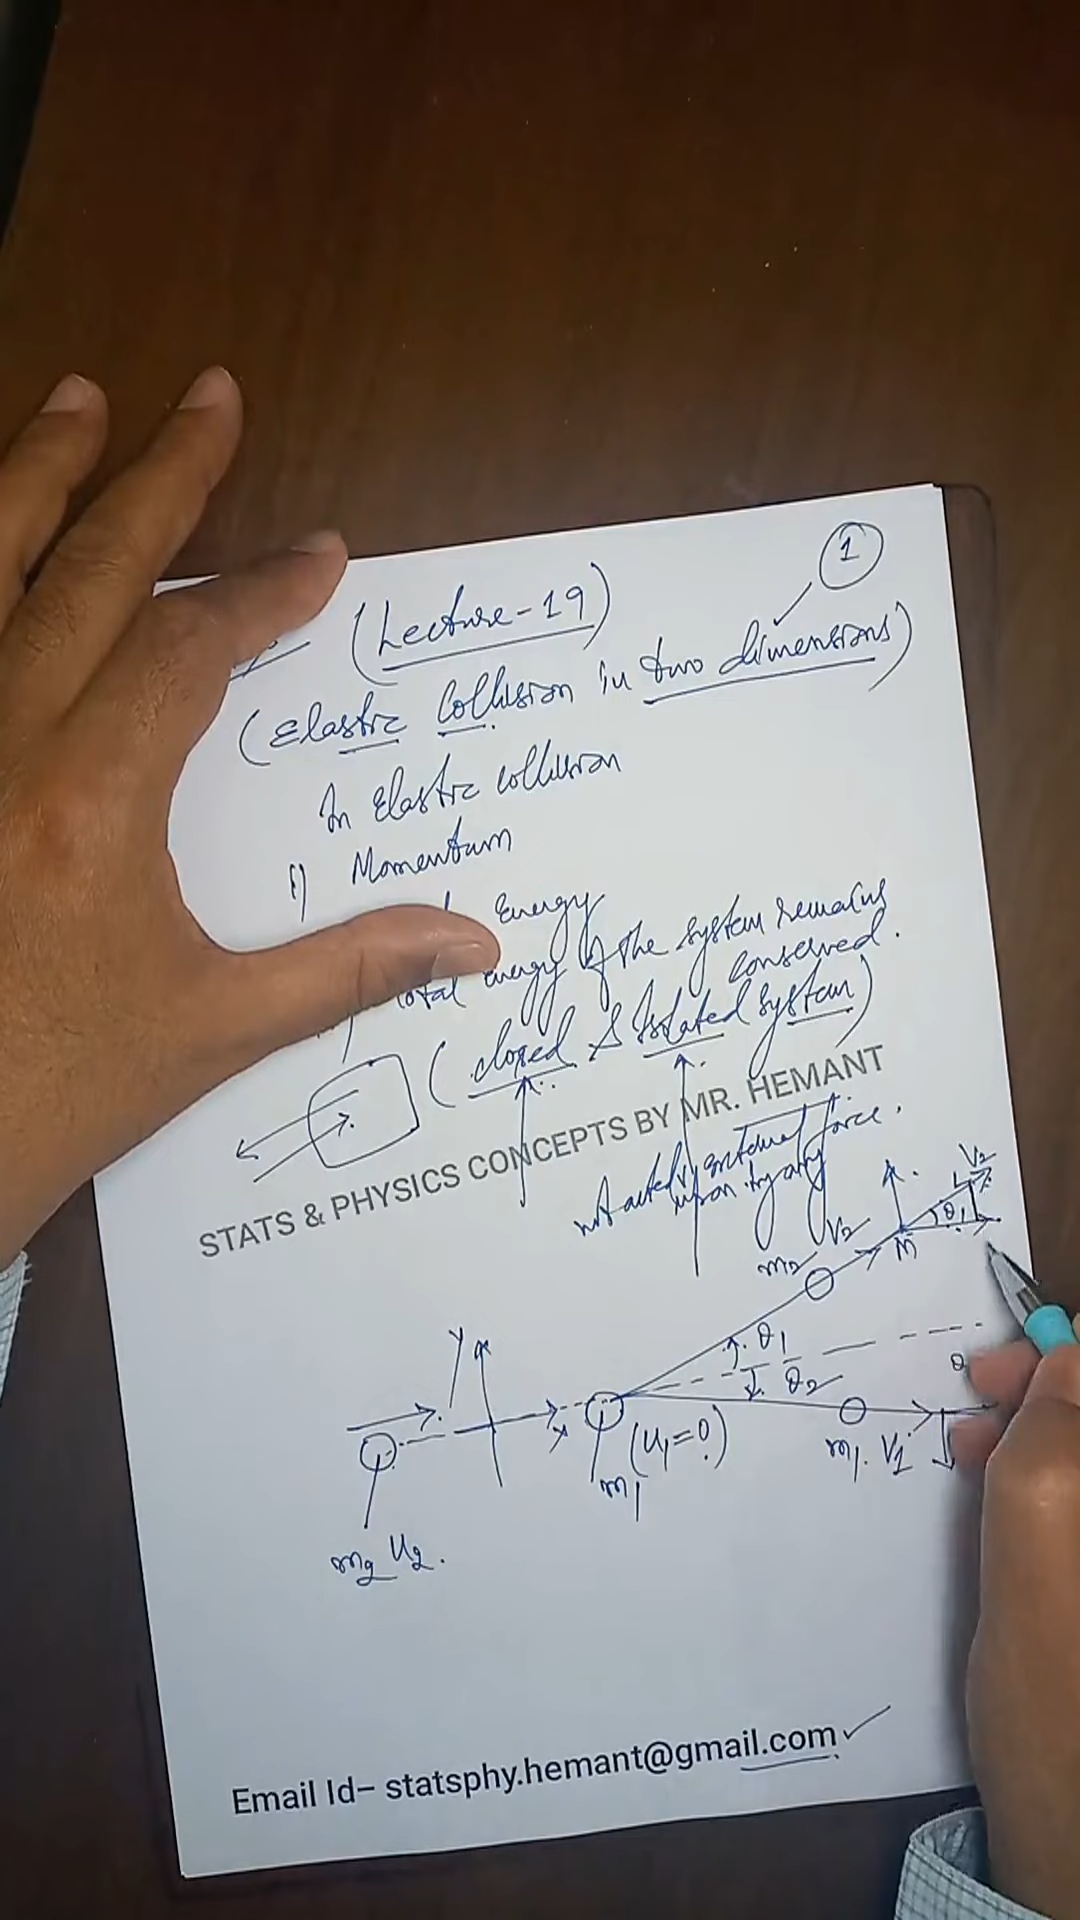 1
(Lecture-19)
(Elastic Collision in two dimensions)
In Elastic collision
i) Momentum
Energy
Total energy of the system remains
conserved.
(closed & Isolated system)
STATS & PHYSICS CONCEPTS BY MR. HEMANT
not acted external force.
upon by any
V2
θ1
M
m2 V2
Y
θ1
θ2
θ
X
(U1=0)
m1
m1 V1
m2 U2.
Email Id– statsphy.hemant@gmail.com